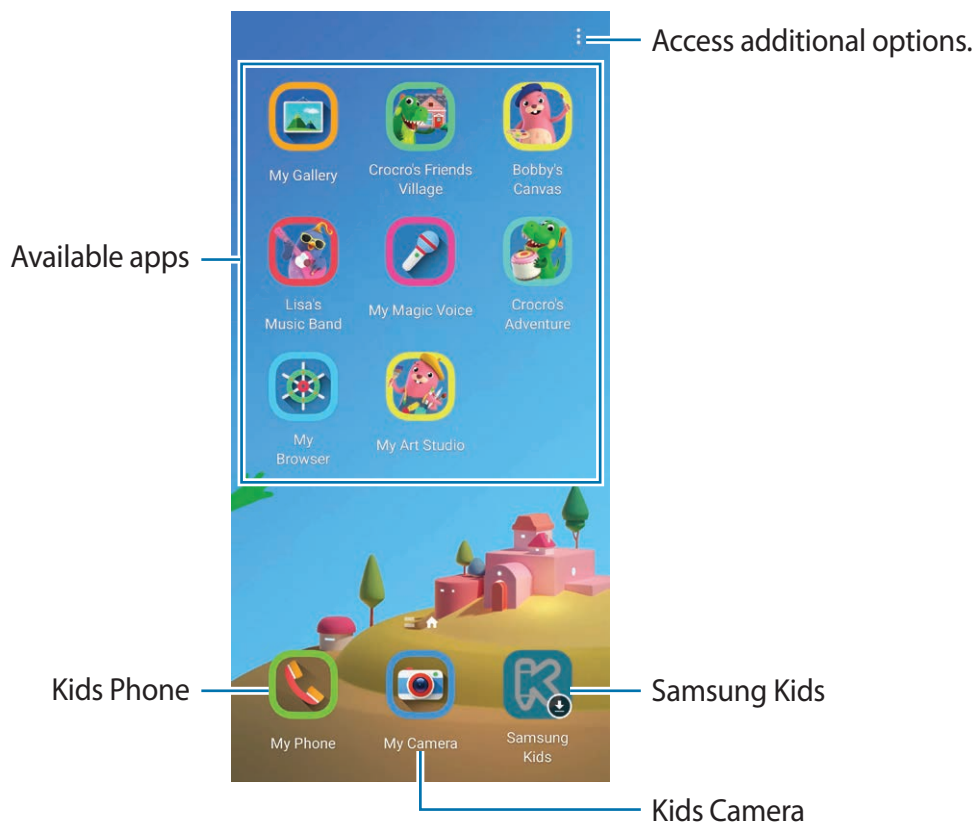 Access additional options.
My Gallery
Crocro's Friends
Village
Bobby's
Canvas
Available apps
Lisa's
Music Band
My Magic Voice
Crocro's
Adventure
My
Browser
My Art Studio
Kids Phone
Samsung Kids
My Phone
My Camera
Samsung
Kids
Kids Camera